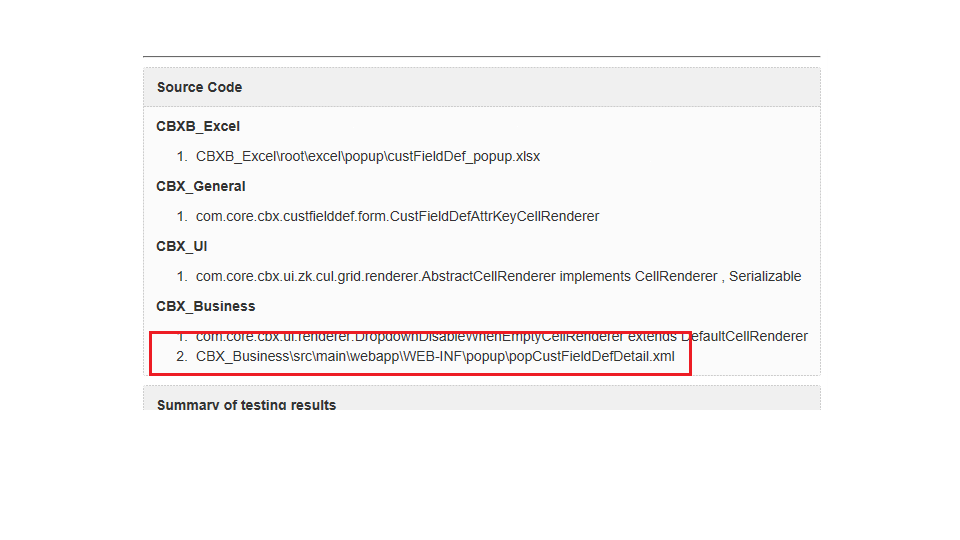 Source Code
CBXB_Excel
1. CBXB_Excel\root\excel\popup\custFieldDef_popup.xlsx
CBX_General
1. com.core.cbx.custfielddef.form.CustFieldDefAttrKeyCellRenderer
CBX_UI
1. com.core.cbx.ui.zk.cul.grid.renderer.AbstractCellRenderer implements CellRenderer , Serializable
CBX_Business
1. com.core.cbx.ui.renderer.DropdownDisableWhenEmptyCellRenderer extends DefaultCellRenderer
2. CBX_Business\src\main\webapp\WEB-INF\popup\popCustFieldDefDetail.xml
Summary of testing results